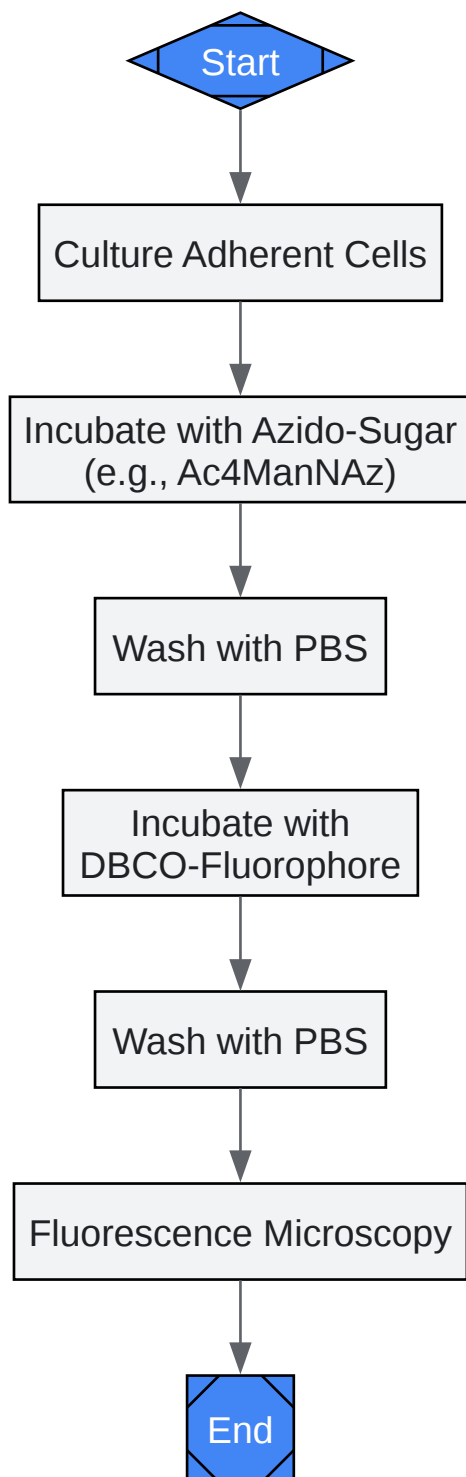 Start
Culture Adherent Cells
Incubate with Azido-Sugar
(e.g., Ac4ManNAz)
Wash with PBS
Incubate with
DBCO-Fluorophore
Wash with PBS
Fluorescence Microscopy
End